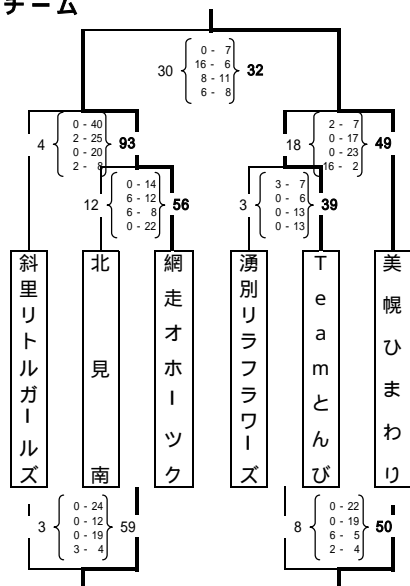 チーム
0 - 7
30 16 - 6 32
8 - 11
6 - 8
0 - 40
4 2 - 25 93
0 - 20
2 - 8
2 - 7
18 0 - 17 49
0 - 23
16 - 2
0 - 14
12 6 - 12 56
6 - 8
0 - 22
3 - 7
3 0 - 6 39
0 - 13
0 - 13
斜里リトルガールズ
北見南
網走オホーツク
湧別リラフラワーズ
Teamとんび
美幌ひまわり
0 - 24
3 0 - 12 59
0 - 19
3 - 4
0 - 22
8 0 - 19 50
6 - 5
2 - 4